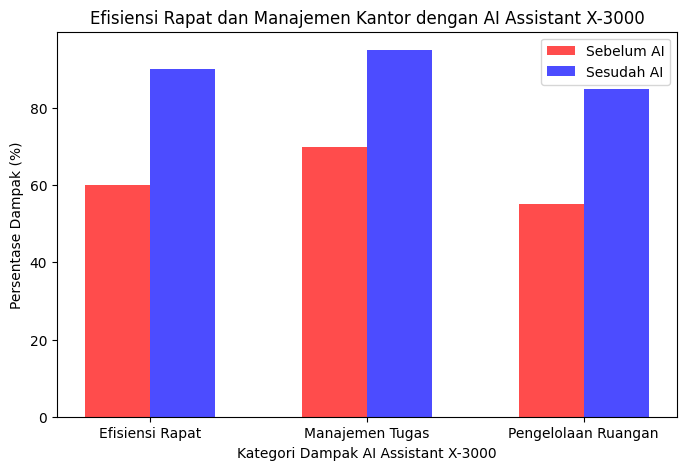 Efisiensi Rapat dan Manajemen Kantor dengan AI Assistant X-3000
Sebelum AI
Sesudah AI
Persentase Dampak (%)
80
60
40
20
0
Efisiensi Rapat
Manajemen Tugas
Pengelolaan Ruangan
Kategori Dampak AI Assistant X-3000